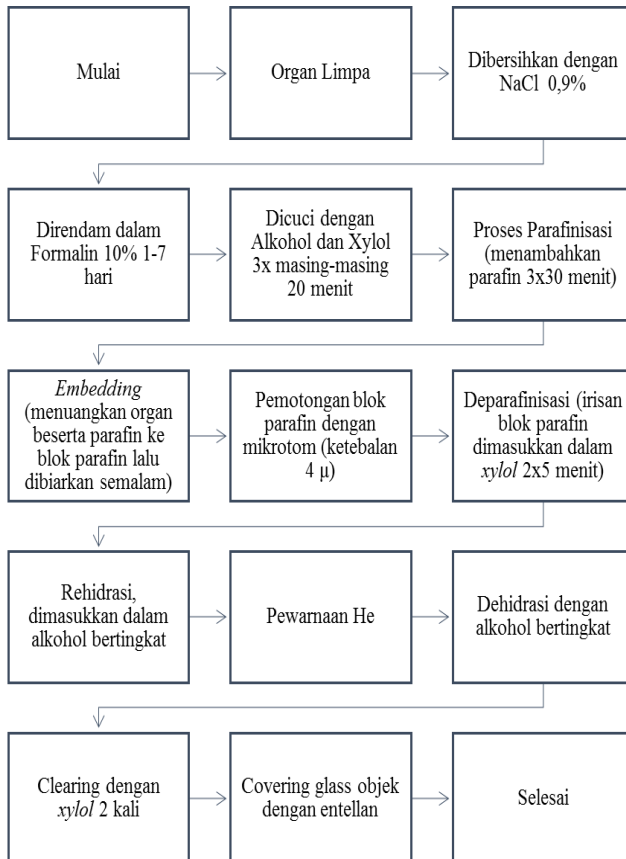 Mulai
Organ Limpa
Dibersihkan dengan
NaCl 0,9%
Direndam dalam
Formalin 10% 1-7
hari
Dicuci dengan
Alkohol dan Xylol
3x masing-masing
20 menit
Proses Parafinisasi
(menambahkan
parafin 3x30 menit)
Embedding
(menuangkan organ
beserta parafin ke
blok parafin lalu
dibiarkan semalam)
Pemotongan blok
parafin dengan
mikrotom (ketebalan
4 μ)
Deparafinisasi (irisan
blok parafin
dimasukkan dalam
xylol 2x5 menit)
Rehidrasi,
dimasukkan dalam
alkohol bertingkat
Pewarnaan He
Dehidrasi dengan
alkohol bertingkat
Clearing dengan
xylol 2 kali
Covering glass objek
dengan entellan
Selesai